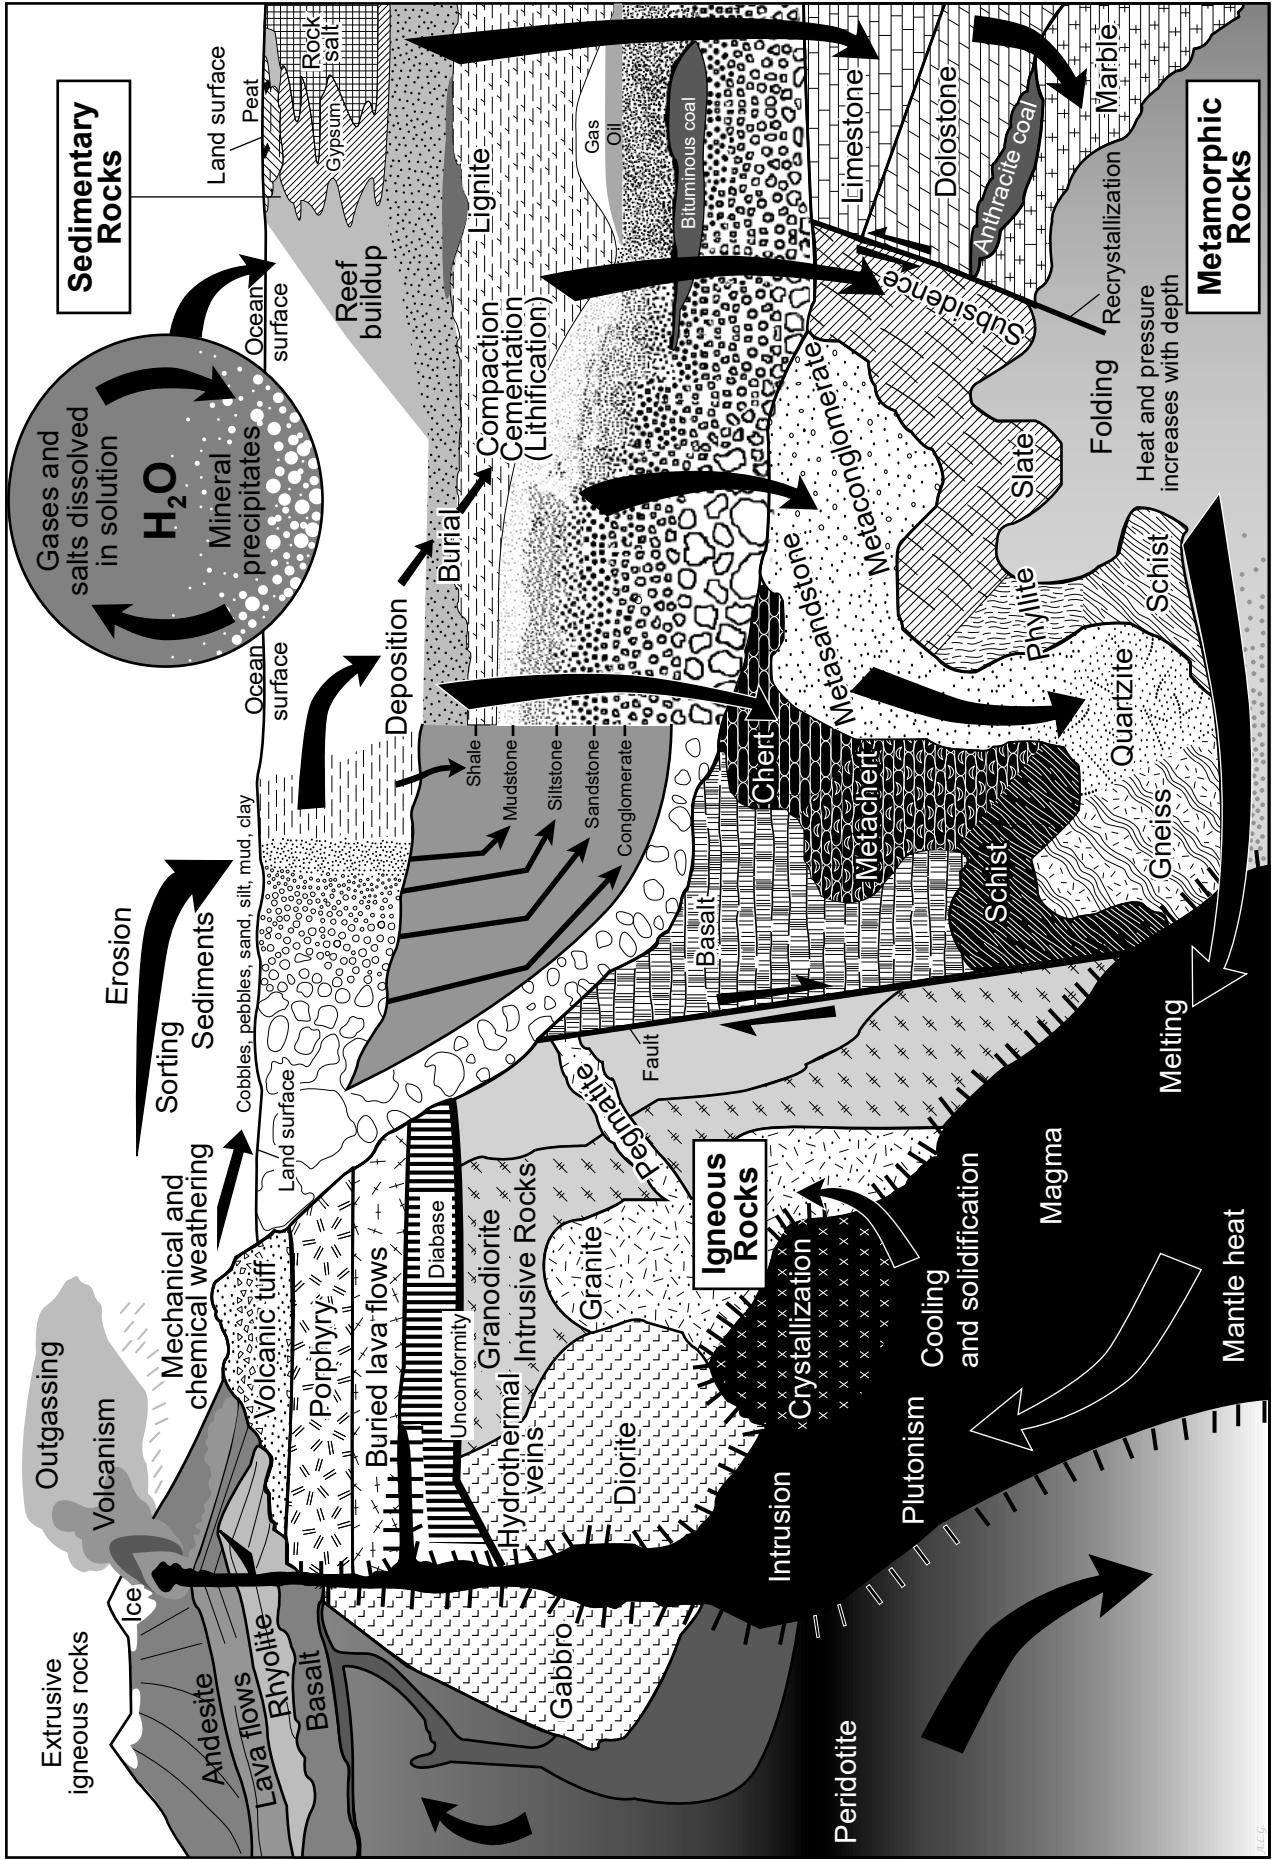 Extrusive
igneous rocks
Ice
Outgassing
Volcanism
Andesite
Lava flows
Rhyolite
Basalt
Mechanical and
chemical weathering
Sorting
Erosion
Sediments
Cobbles, pebbles, sand, silt, mud, clay
Land surface
Ocean
surface
Gases and
salts dissolved
in solution
H2O
Mineral
precipitates
Ocean
surface
Sedimentary
Rocks
Land surface
Peat
Rock
salt
Gypsum
Reef
buildup
Deposition
Burial
Compaction
Cementation
(Lithification)
Lignite
Gas
Oil
Bituminous coal
Shale
Mudstone
Siltstone
Sandstone
Conglomerate
Volcanic tuff
Porphyry
Buried lava flows
Diabase
Unconformity
Granodiorite
Intrusive Rocks
Hydrothermal
veins
Granite
Diorite
Gabbro
Pegmatite
Fault
Basalt
Chert
Metachert
Schist
Gneiss
Quartzite
Metasandstone
Metaconglomerate
Phyllite
Schist
Slate
Subsidence
Limestone
Dolostone
Anthracite coal
Marble
Recrystallization
Folding
Heat and pressure
increases with depth
Metamorphic
Rocks
Igneous
Rocks
Crystallization
Cooling
and solidification
Intrusion
Plutonism
Magma
Melting
Mantle heat
Peridotite
A.L.G.